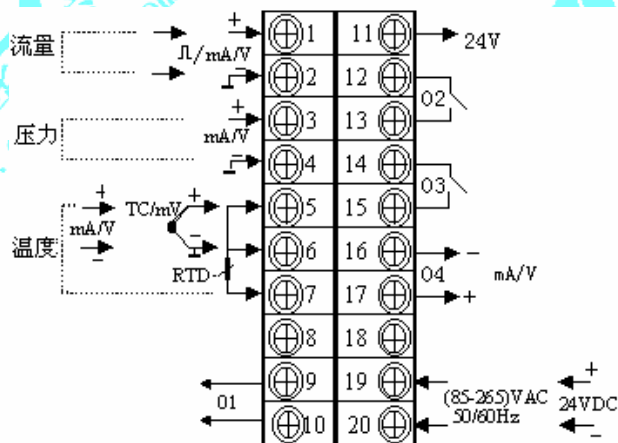 流量
+
⎍/mA/V
-
1
11
24V
2
12
O2
压力
+
mA/V
-
3
13
4
14
O3
温度
+
mA/V
-
TC/mV
+
-
RTD
5
15
6
16
-
O4
mA/V
7
17
+
8
18
O1
9
19
(85-265)VAC
50/60Hz
+
24VDC
-
10
20